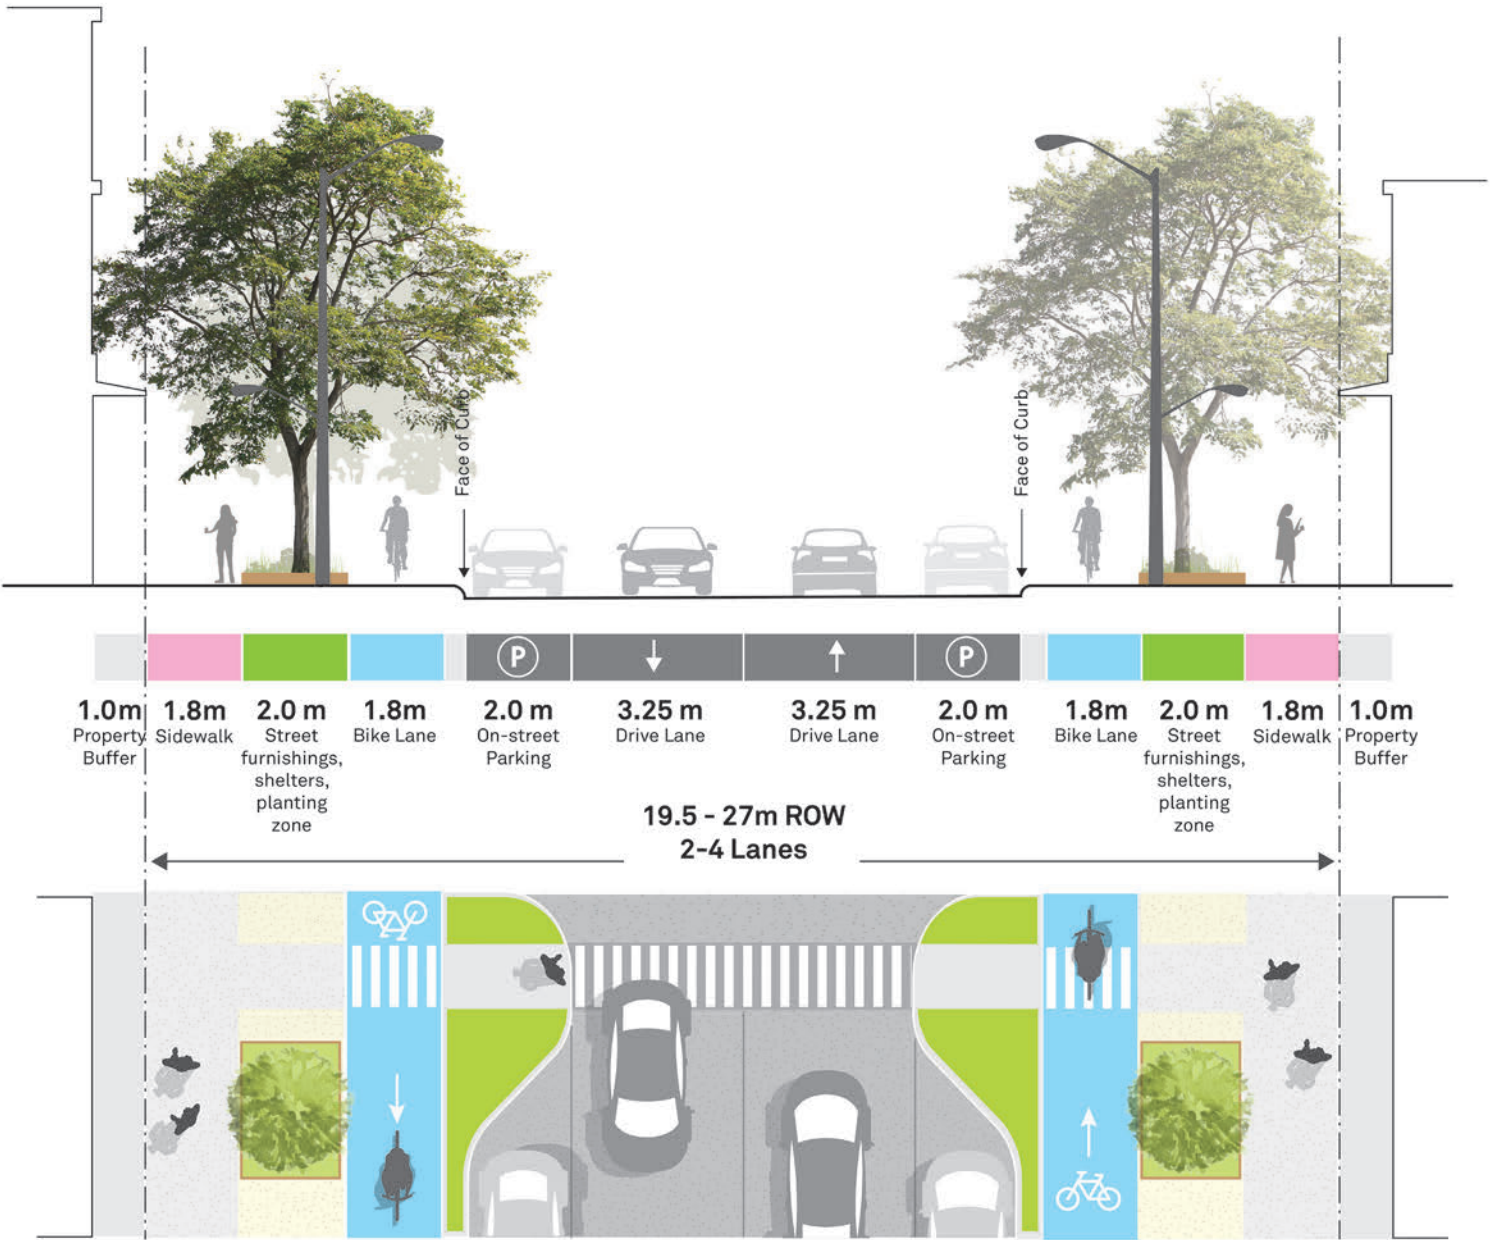 Face of Curb
Face of Curb
P
P
1.0m
Property
Buffer
1.8m
Sidewalk
2.0 m
Street
furnishings,
shelters,
planting
zone
1.8m
Bike Lane
2.0 m
On-street
Parking
3.25 m
Drive Lane
3.25 m
Drive Lane
2.0 m
On-street
Parking
1.8m
Bike Lane
2.0 m
Street
furnishings,
shelters,
planting
zone
1.8m
Sidewalk
1.0m
Property
Buffer
19.5 - 27m ROW
2-4 Lanes